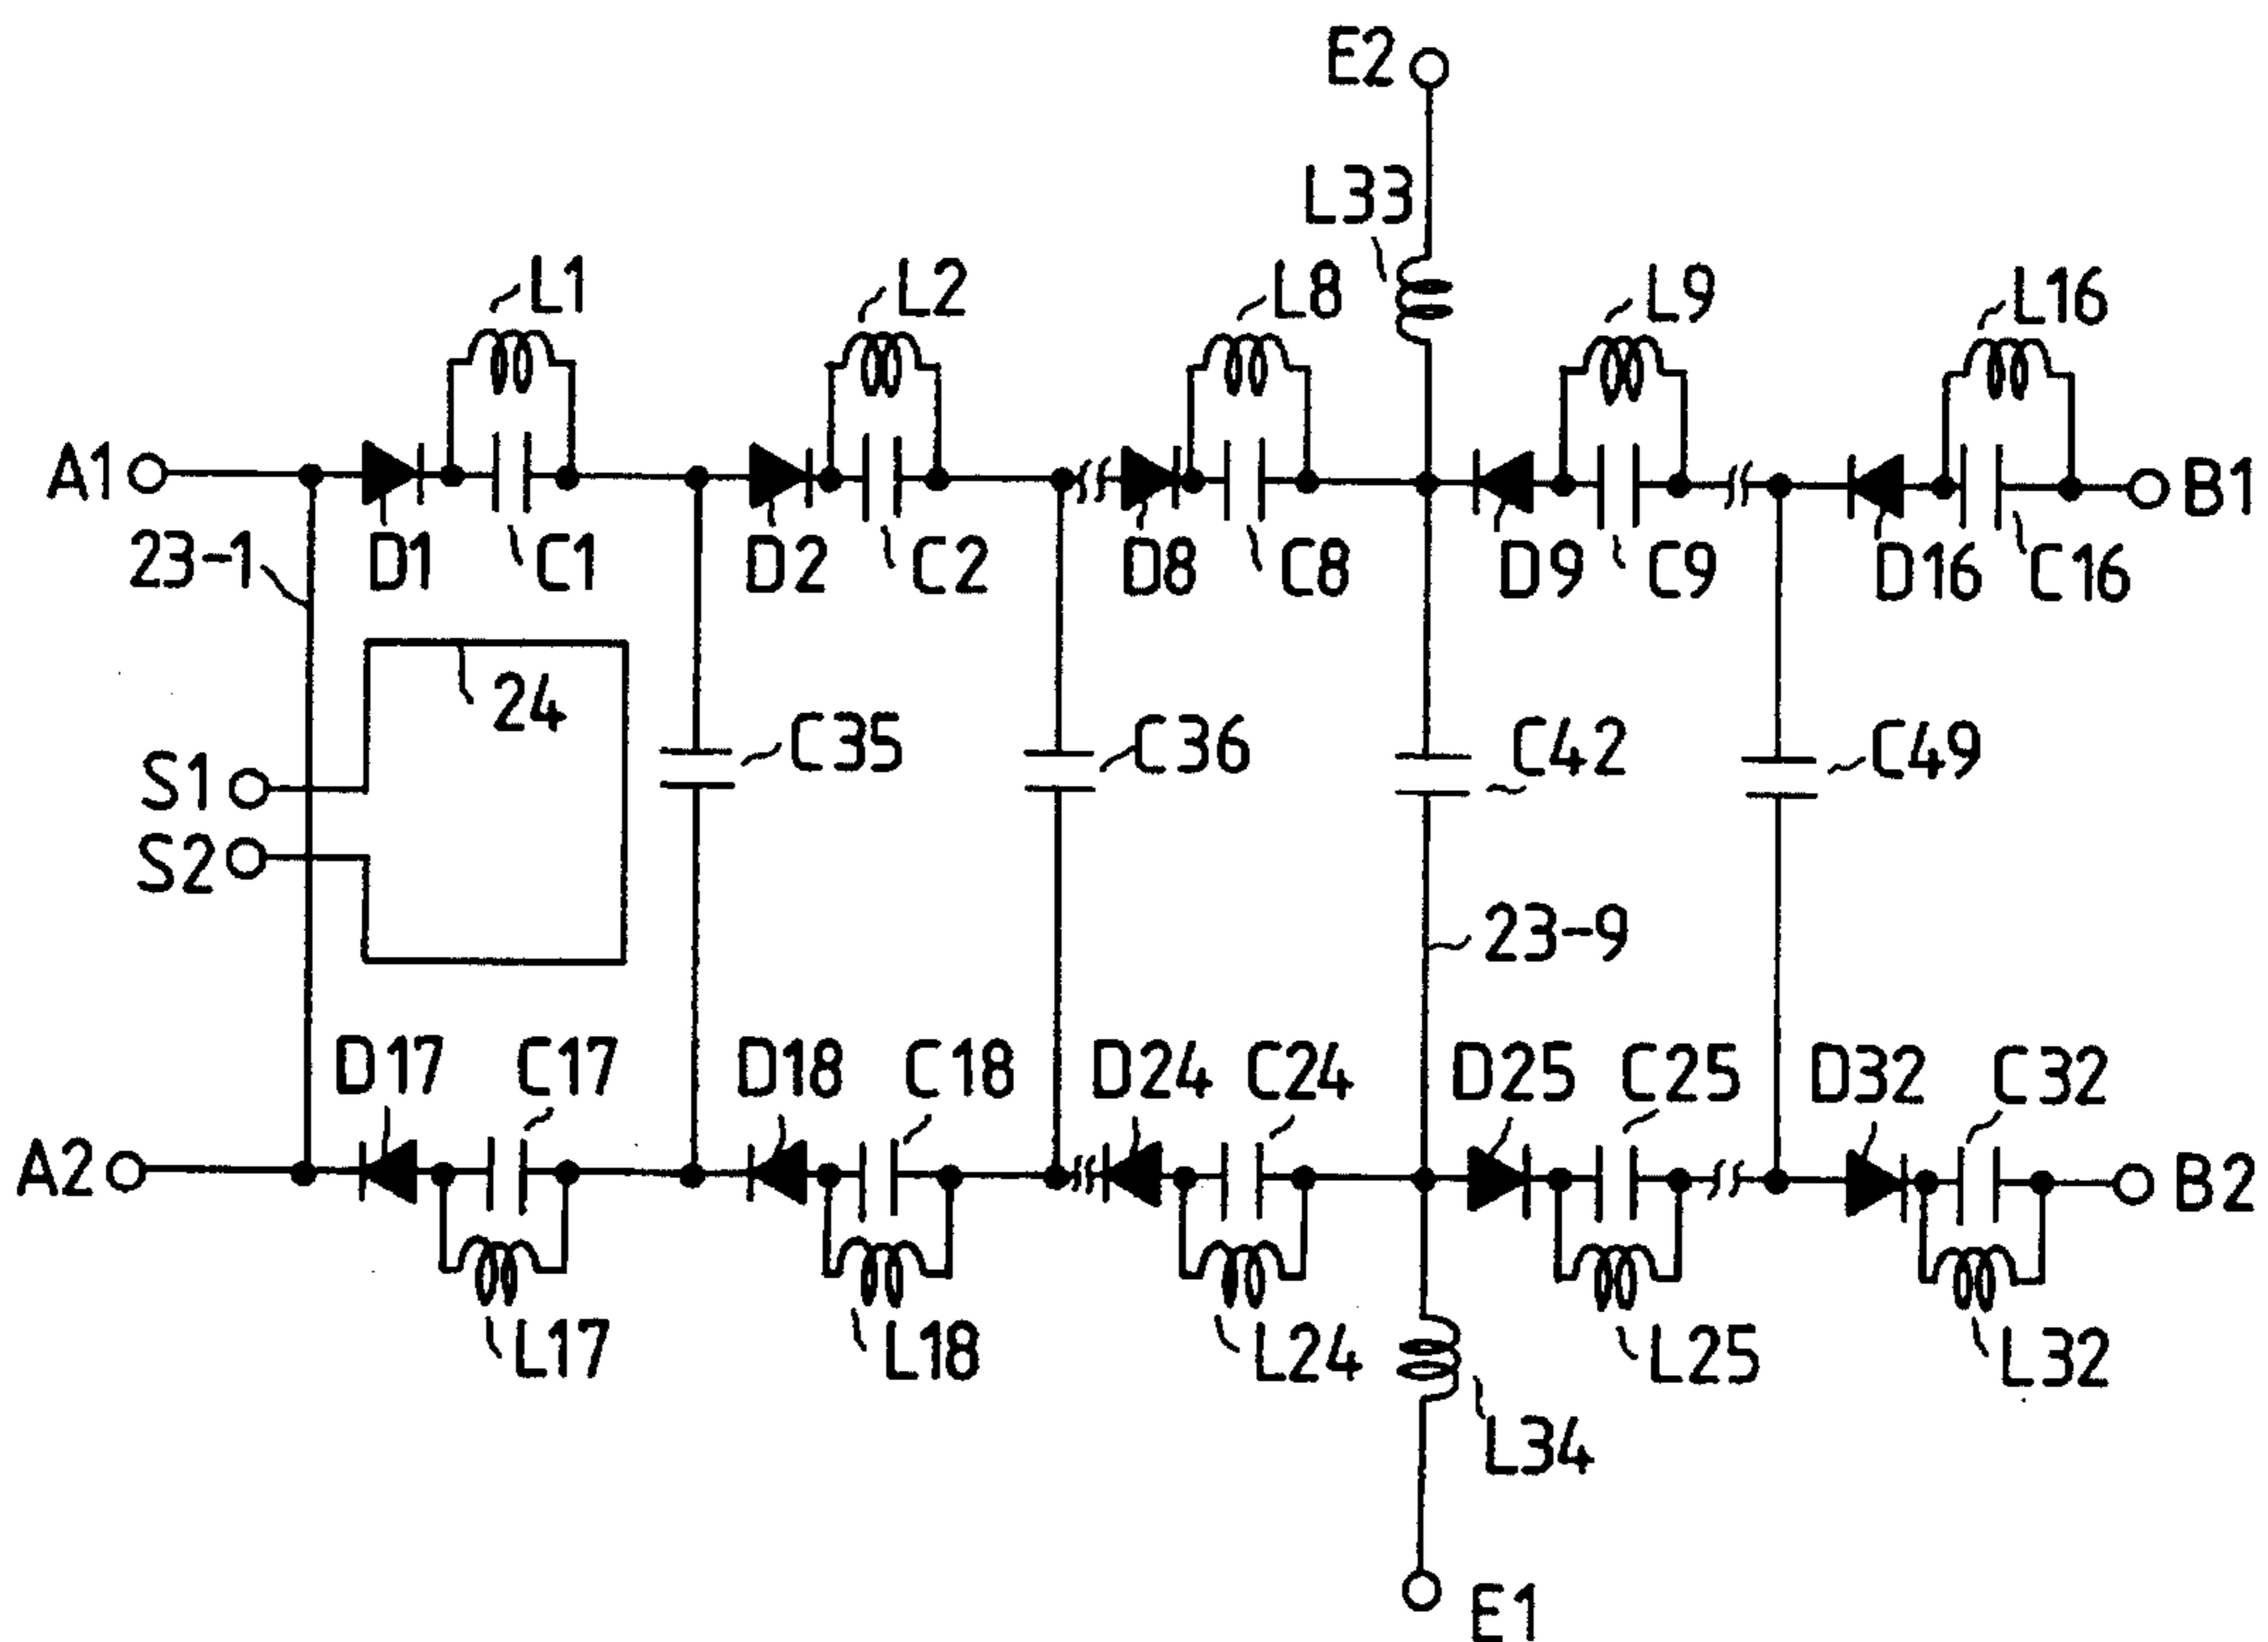 E2
L33
L1
L2
L8
L9
L16
A1
B1
23-1
D1
C1
D2
C2
D8
C8
D9
C9
D16
C16
24
S1
S2
C35
C36
C42
C49
23-9
D17
C17
D18
C18
D24
C24
D25
C25
D32
C32
A2
B2
L17
L18
L24
L25
L32
L34
E1